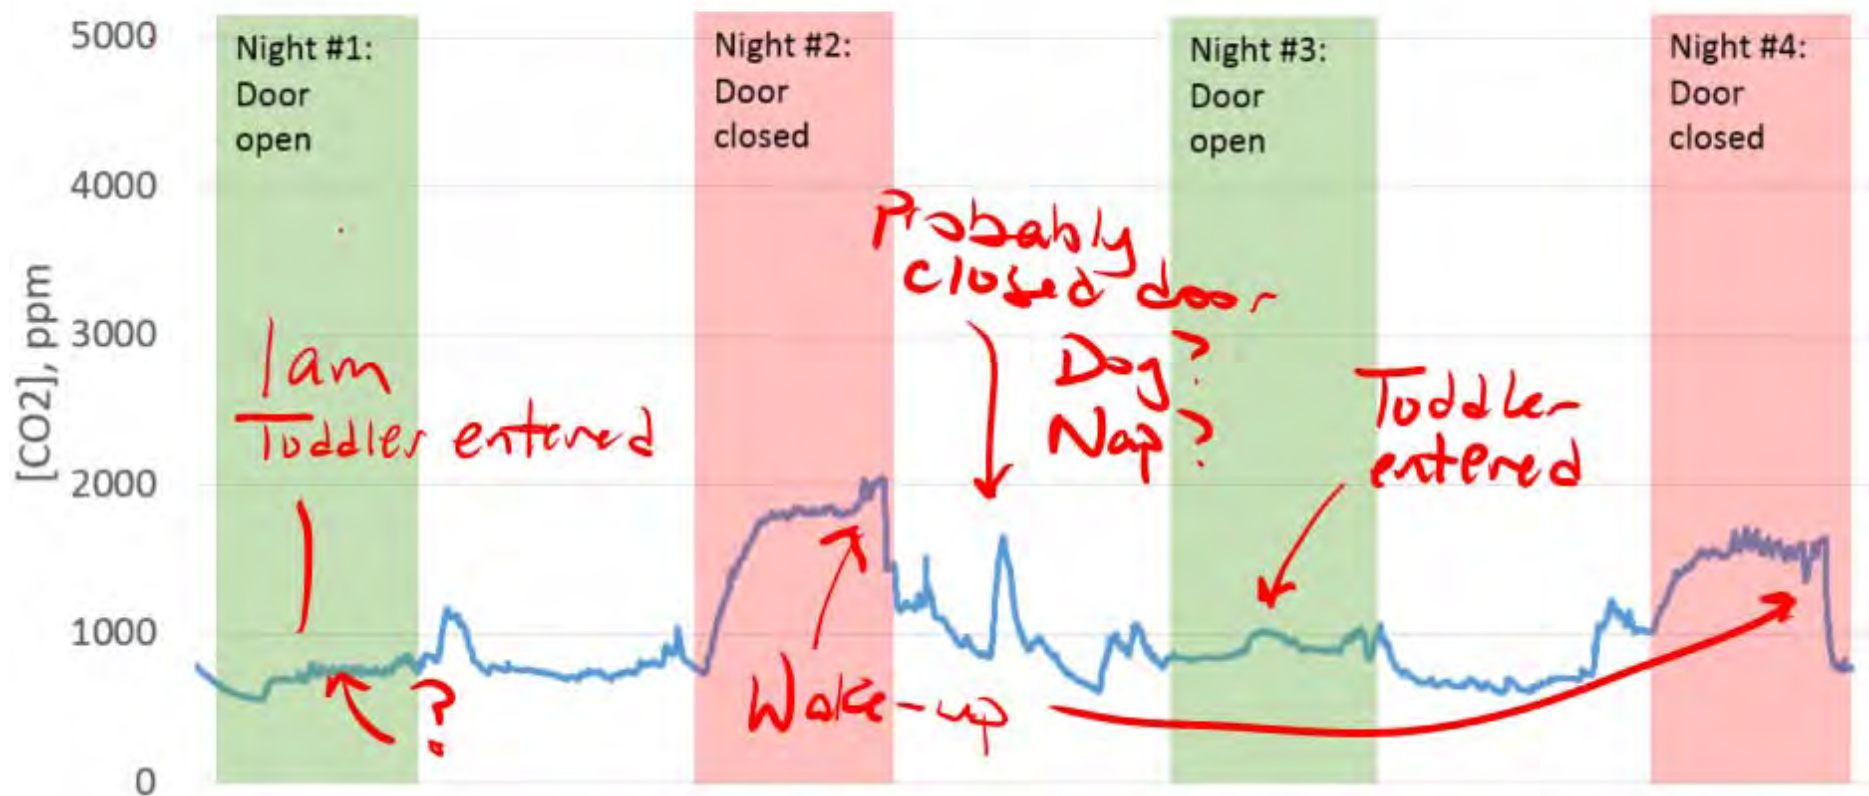 [CO2], ppm
5000
4000
3000
2000
1000
0
Night #1:
Door
open
Night #2:
Door
closed
Night #3:
Door
open
Night #4:
Door
closed
1am
Toddler entered
?
Probably
closed door
Dog?
Nap?
Wake-up
Toddler
entered